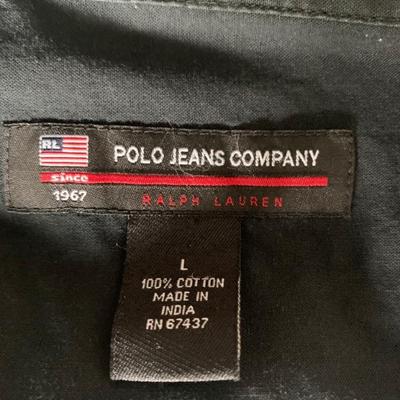 RL
POLO JEANS COMPANY
since
1967
RALPH LAUREN
L
100% COTTON
MADE IN
INDIA
RN 67437